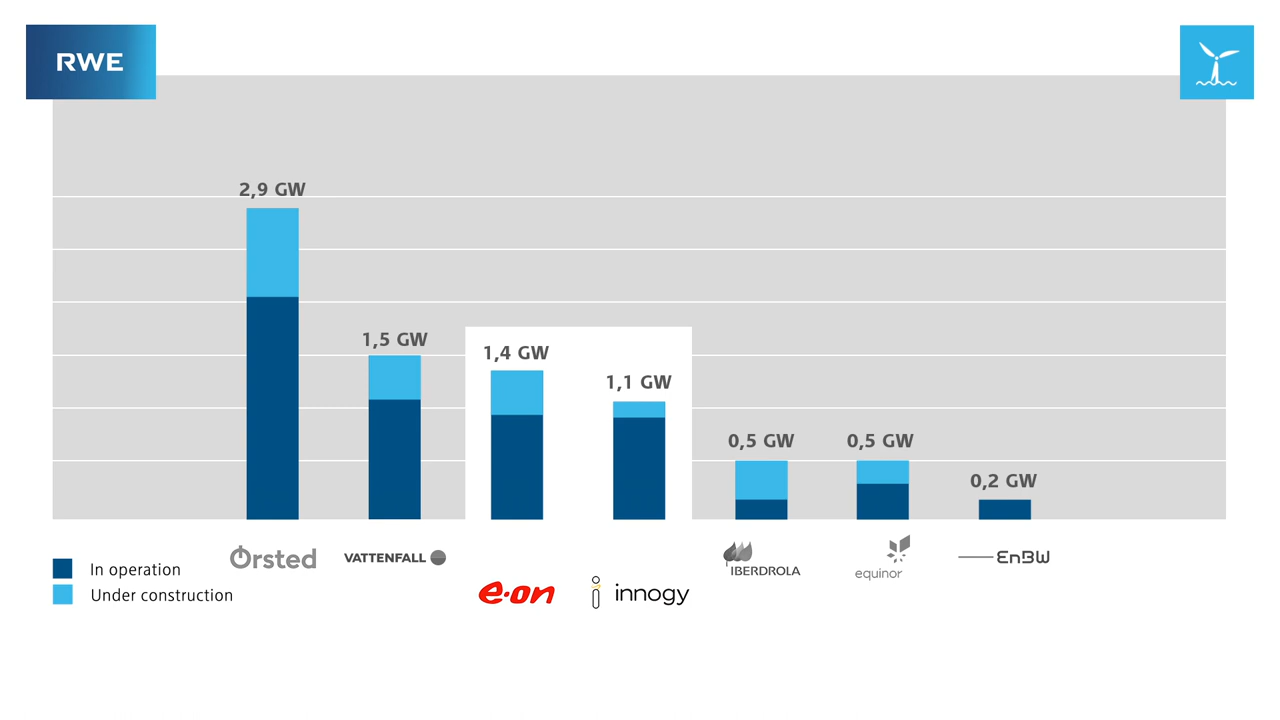 RWE
2,9 GW
1,5 GW
1,4 GW
1,1 GW
0,5 GW
0,5 GW
0,2 GW
Ørsted
VATTENFALL
e·on
innogy
IBERDROLA
equinor
EnBW
In operation
Under construction